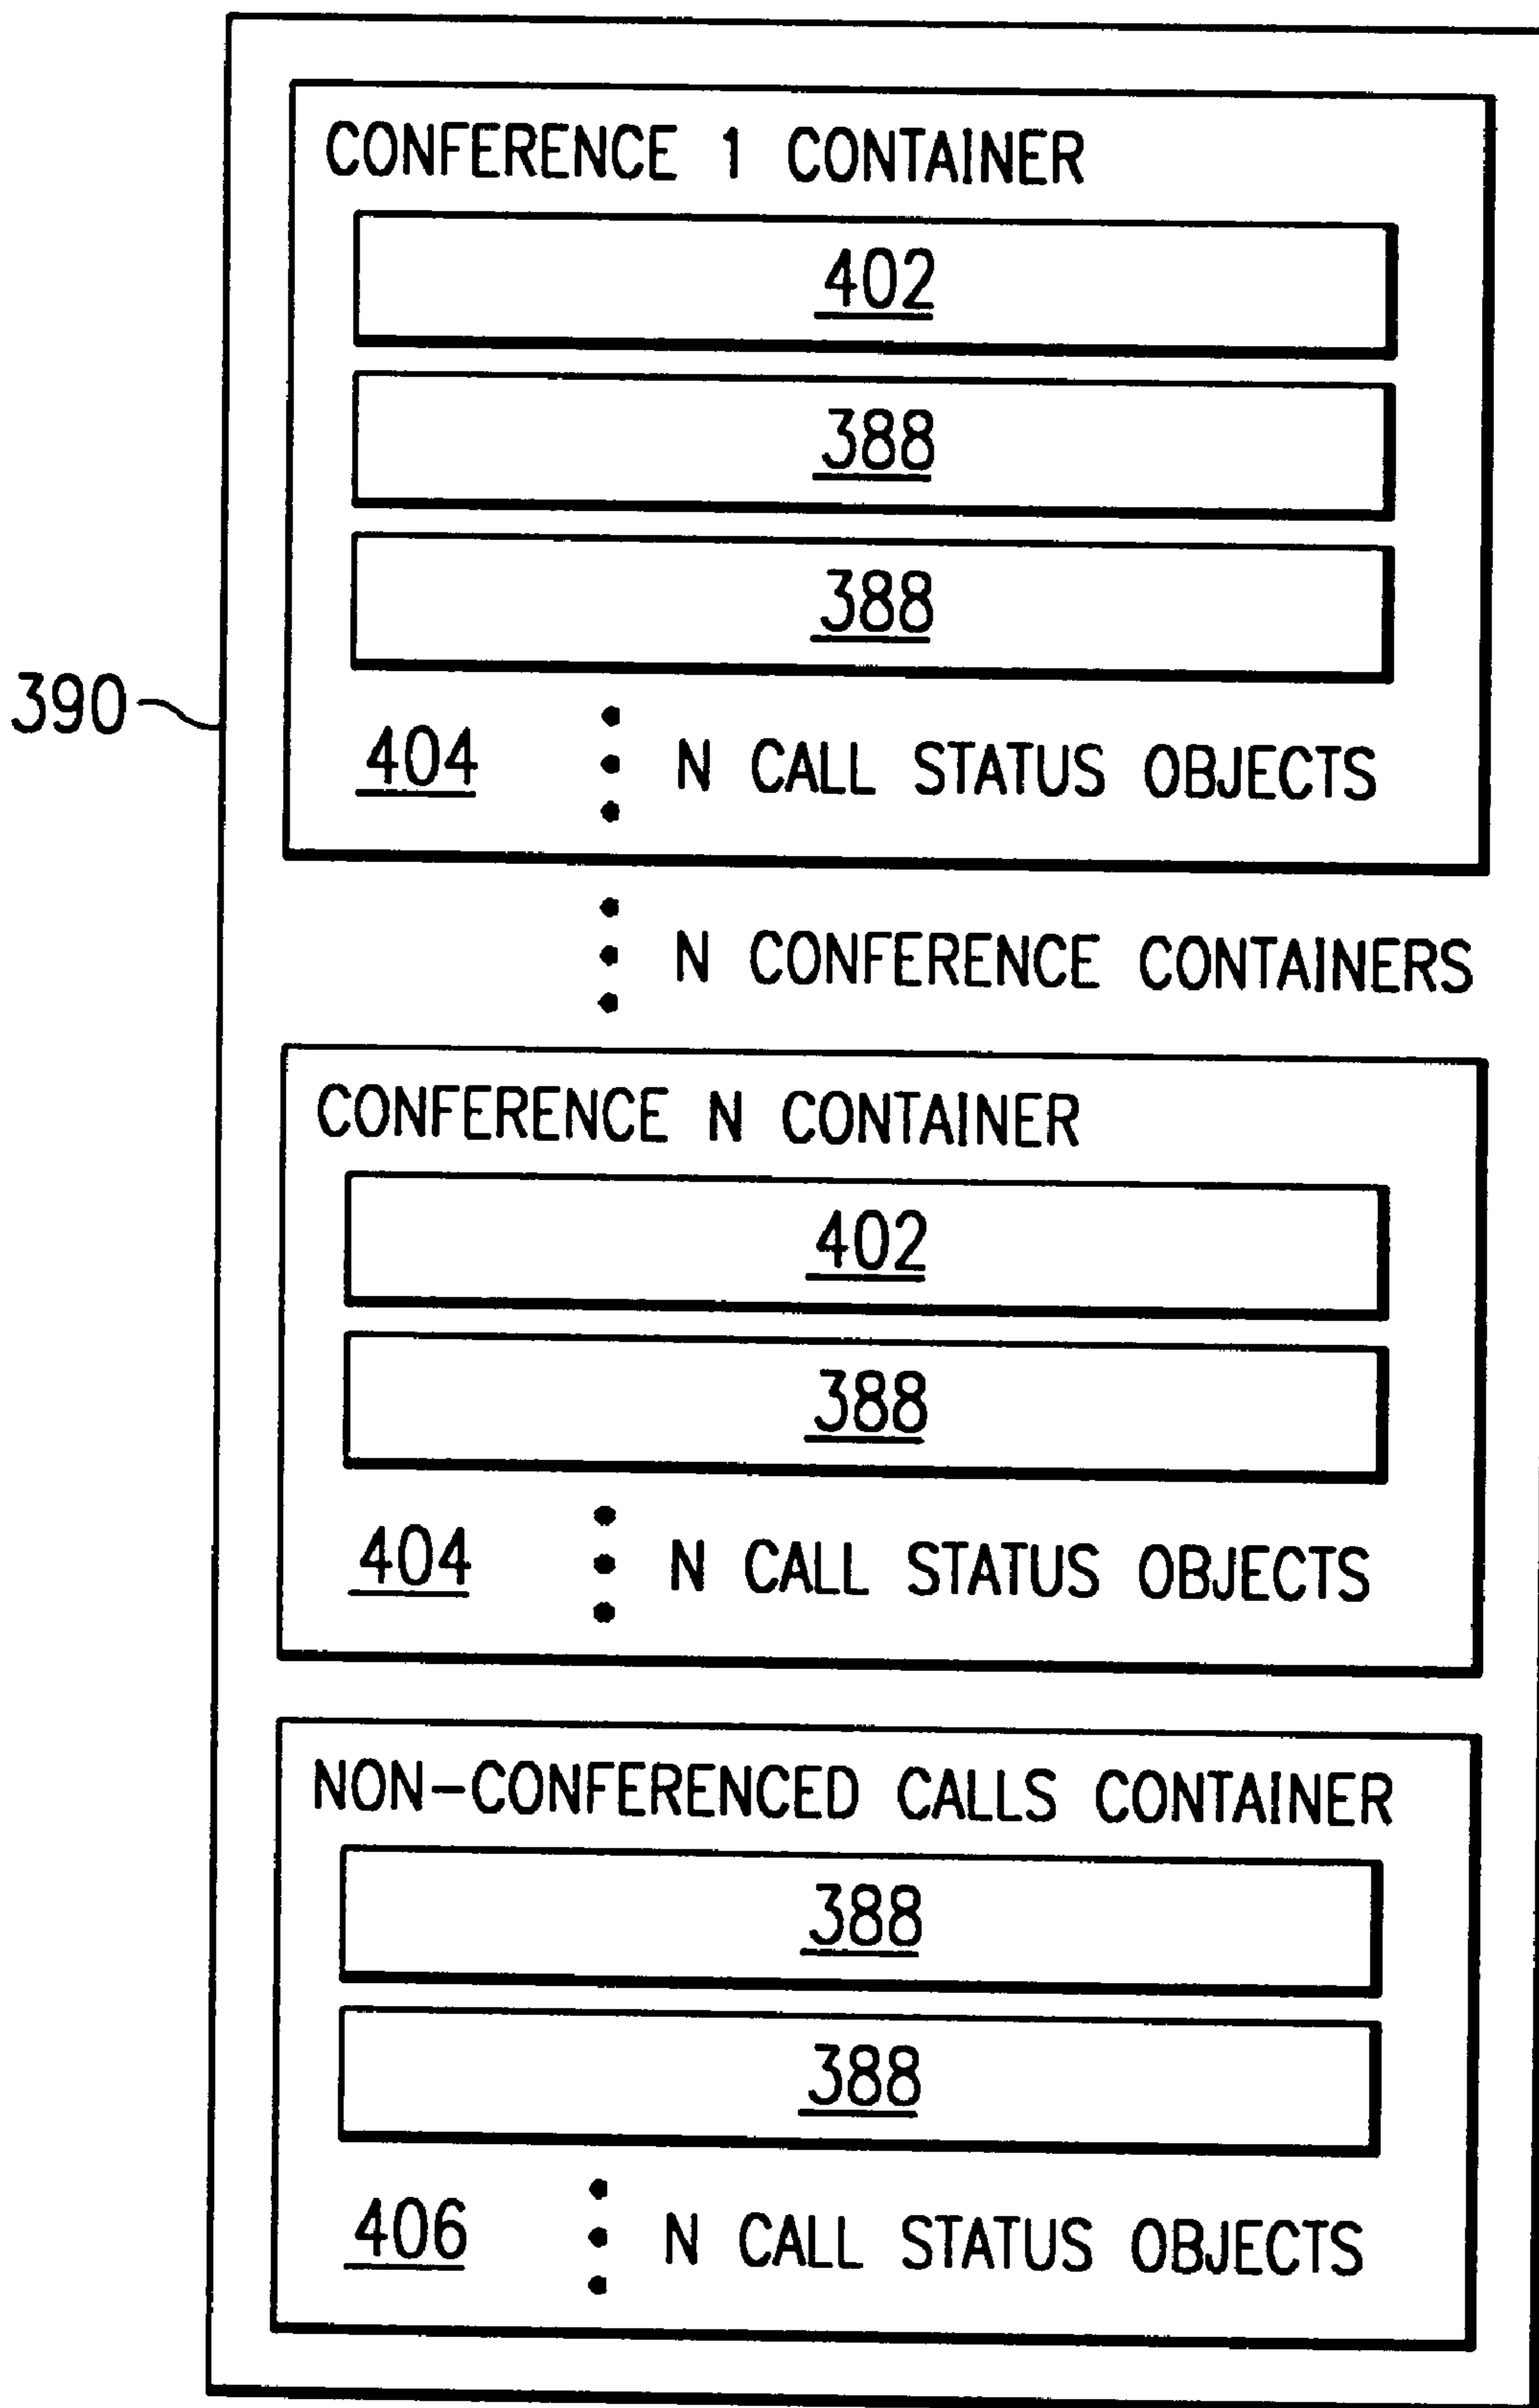 CONFERENCE 1 CONTAINER
402
388
388
390
404 N CALL STATUS OBJECTS
N CONFERENCE CONTAINERS
CONFERENCE N CONTAINER
402
388
404 N CALL STATUS OBJECTS
NON-CONFERENCED CALLS CONTAINER
388
388
406 N CALL STATUS OBJECTS